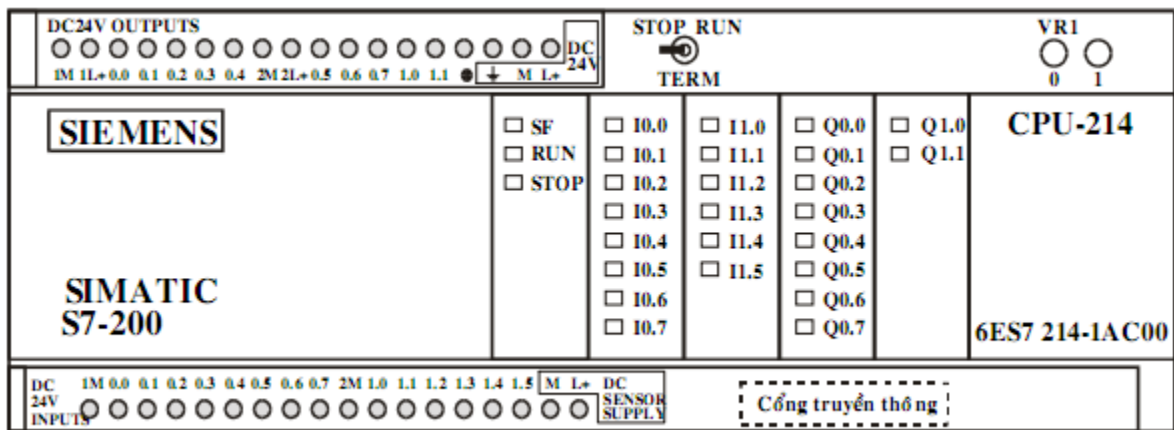 DC24V OUTPUTS
1M 1L+ 0.0 0.1 0.2 0.3 0.4 2M 2L+ 0.5 0.6 0.7 1.0 1.1 M L+
DC
24V
STOP RUN
TERM
VR1
0 1
SIEMENS
SIMATIC
S7-200
SF
RUN
STOP
I0.0
I0.1
I0.2
I0.3
I0.4
I0.5
I0.6
I0.7
I1.0
I1.1
I1.2
I1.3
I1.4
I1.5
Q0.0
Q0.1
Q0.2
Q0.3
Q0.4
Q0.5
Q0.6
Q0.7
Q1.0
Q1.1
CPU-214
6ES7 214-1AC00
DC
24V
INPUTS
1M 0.0 0.1 0.2 0.3 0.4 0.5 0.6 0.7 2M 1.0 1.1 1.2 1.3 1.4 1.5 M L+
DC
SENSOR
SUPPLY
Cổng truyền thông